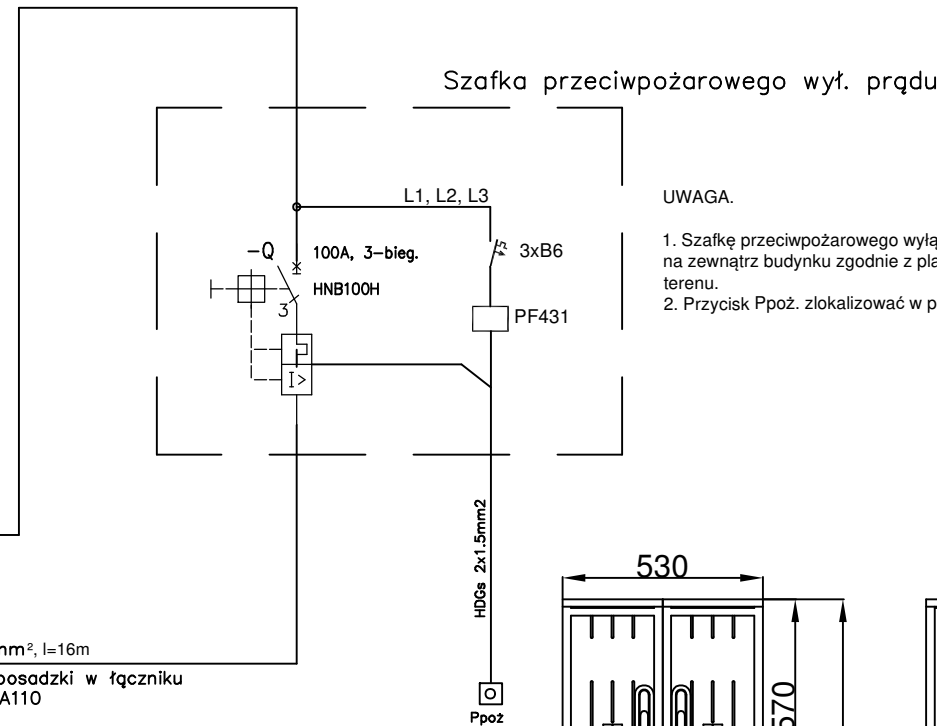 Szafka przeciwpożarowego wył. prądu
L1, L2, L3
UWAGA.
1. Szafkę przeciwpożarowego
na zewnątrz budynku zgodnie z
terenu.
2. Przycisk Ppoż. zlokalizować w
-Q
100A, 3-bieg.
3xB6
HNB100H
3
PF431
I>
HDGs 2x1.5mm2
530
570
mm², l=16m
posadzki w łączniku
A110
Ppoż